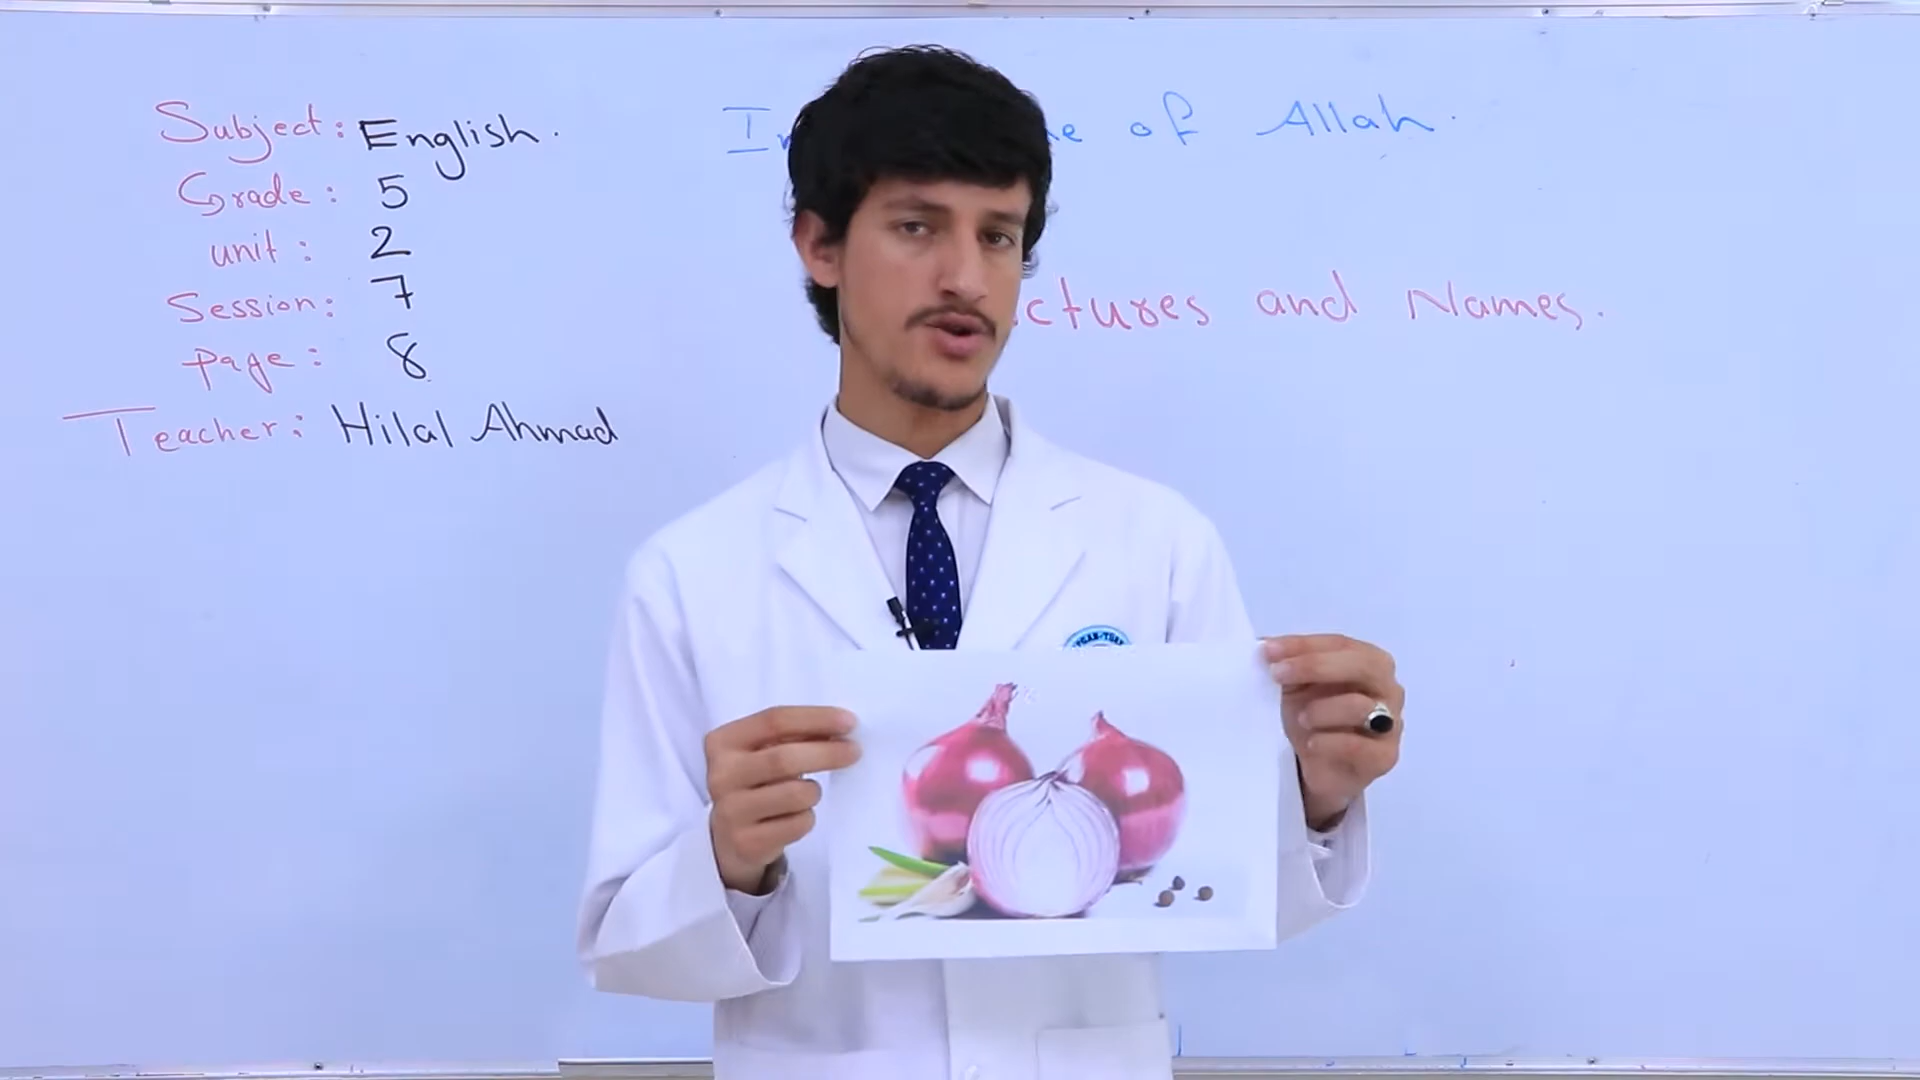 Subject: English.
Grade: 5
unit: 2
Session: 7
page: 8
Teacher: Hilal Ahmad
of Allah.
and Names.